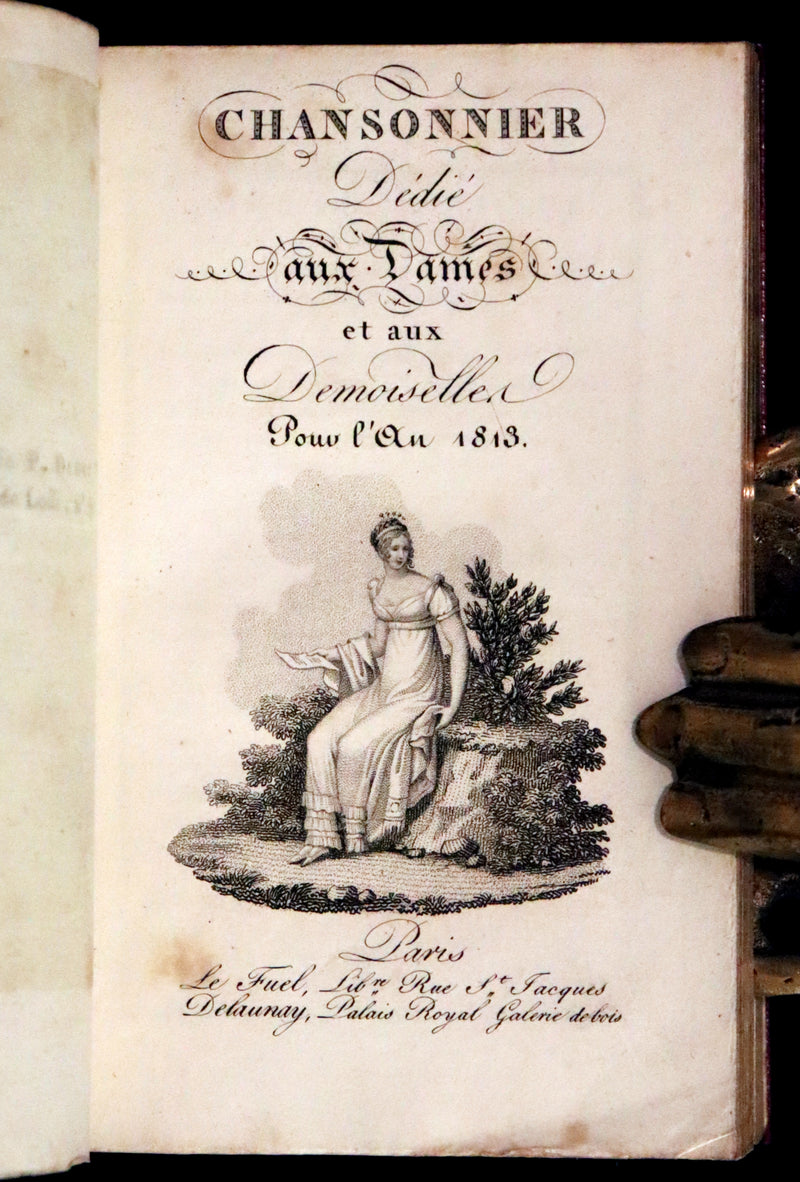 CHANSONNIER
Dédié
aux Dames
et aux
Demoiselles
Pour l'An 1813.
Paris
Le Fuel, Libre Rue St. Jacques
Delaunay, Palais Royal Galerie de bois